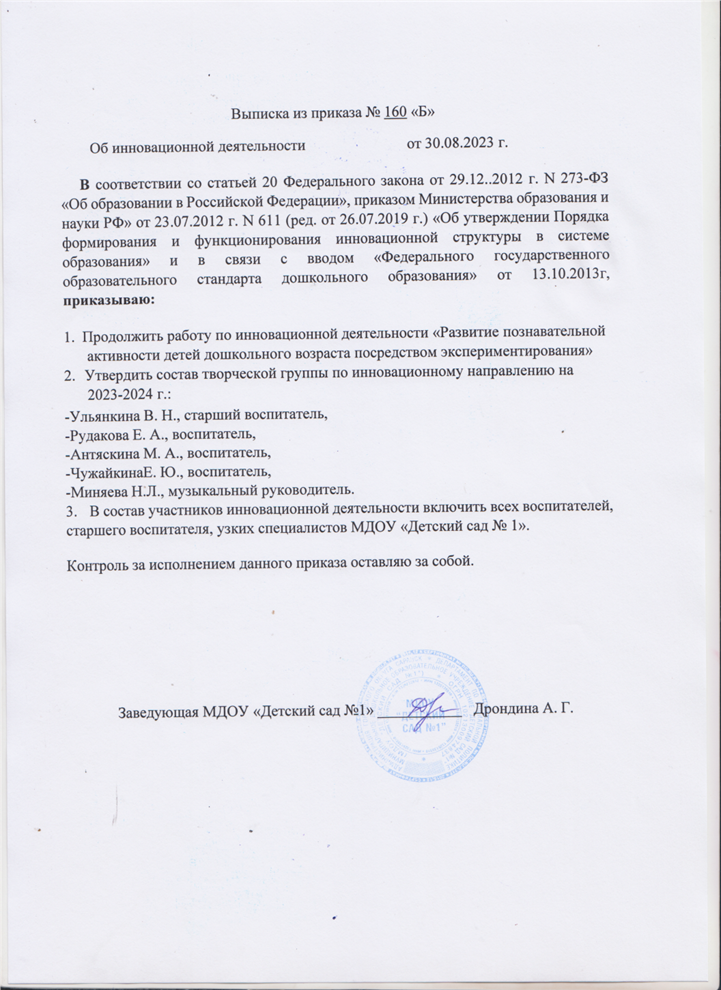 Выписка из приказа № 160 «Б»
Об инновационной деятельности от 30.08.2023 г.
В соответствии со статьей 20 Федерального закона от 29.12..2012 г. N 273-ФЗ
«Об образовании в Российской Федерации», приказом Министерства образования и
науки РФ» от 23.07.2012 г. N 611 (ред. от 26.07.2019 г.) «Об утверждении Порядка
формирования и функционирования инновационной структуры в системе
образования» и в связи с вводом «Федерального государственного
образовательного стандарта дошкольного образования» от 13.10.2013г,
приказываю:
1. Продолжить работу по инновационной деятельности «Развитие познавательной
активности детей дошкольного возраста посредством экспериментирования»
2. Утвердить состав творческой группы по инновационному направлению на
2023-2024 г.:
-Ульянкина В. Н., старший воспитатель,
-Рудакова Е. А., воспитатель,
-Антяскина М. А., воспитатель,
-ЧужайкинаЕ. Ю., воспитатель,
-Миняева Н.Л., музыкальный руководитель.
3. В состав участников инновационной деятельности включить всех воспитателей,
старшего воспитателя, узких специалистов МДОУ «Детский сад № 1».
Контроль за исполнением данного приказа оставляю за собой.
Заведующая МДОУ «Детский сад №1» Дрондина А. Г.
САД №1"